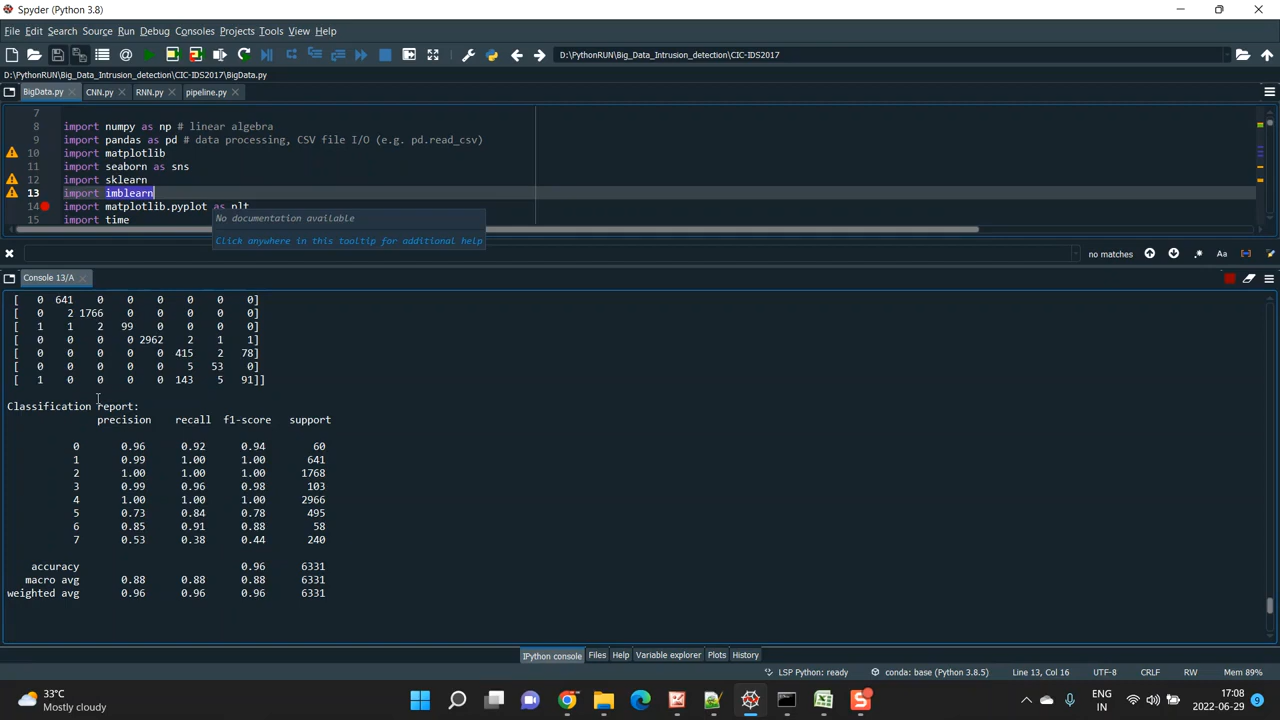 Spyder (Python 3.8)
File Edit Search Source Run Debug Consoles Projects Tools View Help
D:\PythonRUN\Big_Data_Intrusion_detection\CIC-IDS2017
D:\PythonRUN\Big_Data_Intrusion_detection\CIC-IDS2017\BigData.py
BigData.py CNN.py RNN.py pipeline.py
7
8 import numpy as np # linear algebra
9 import pandas as pd # data processing, CSV file I/O (e.g. pd.read_csv)
10 import matplotlib
11 import seaborn as sns
12 import sklearn
13 import imblearn
14 import matplotlib.pyplot as plt
15 import time
No documentation available
Click anywhere in this tooltip for additional help
no matches .* Aa
Console 13/A
[ 0 641 0 0 0 0 0 0]
[ 0 2 1766 0 0 0 0 0]
[ 1 1 2 99 0 0 0 0]
[ 0 0 0 0 2962 2 1 1]
[ 0 0 0 0 0 415 2 78]
[ 0 0 0 0 0 5 53 0]
[ 1 0 0 0 0 143 5 91]]
Classification report:
precision recall f1-score support
0 0.96 0.92 0.94 60
1 0.99 1.00 1.00 641
2 1.00 1.00 1.00 1768
3 0.99 0.96 0.98 103
4 1.00 1.00 1.00 2966
5 0.73 0.84 0.78 495
6 0.85 0.91 0.88 58
7 0.53 0.38 0.44 240
accuracy 0.96 6331
macro avg 0.88 0.88 0.88 6331
weighted avg 0.96 0.96 0.96 6331
IPython console Files Help Variable explorer Plots History
LSP Python: ready conda: base (Python 3.8.5) Line 13, Col 16 UTF-8 CRLF RW Mem 89%
33°C
Mostly cloudy
ENG
IN
17:08
2022-06-29
9